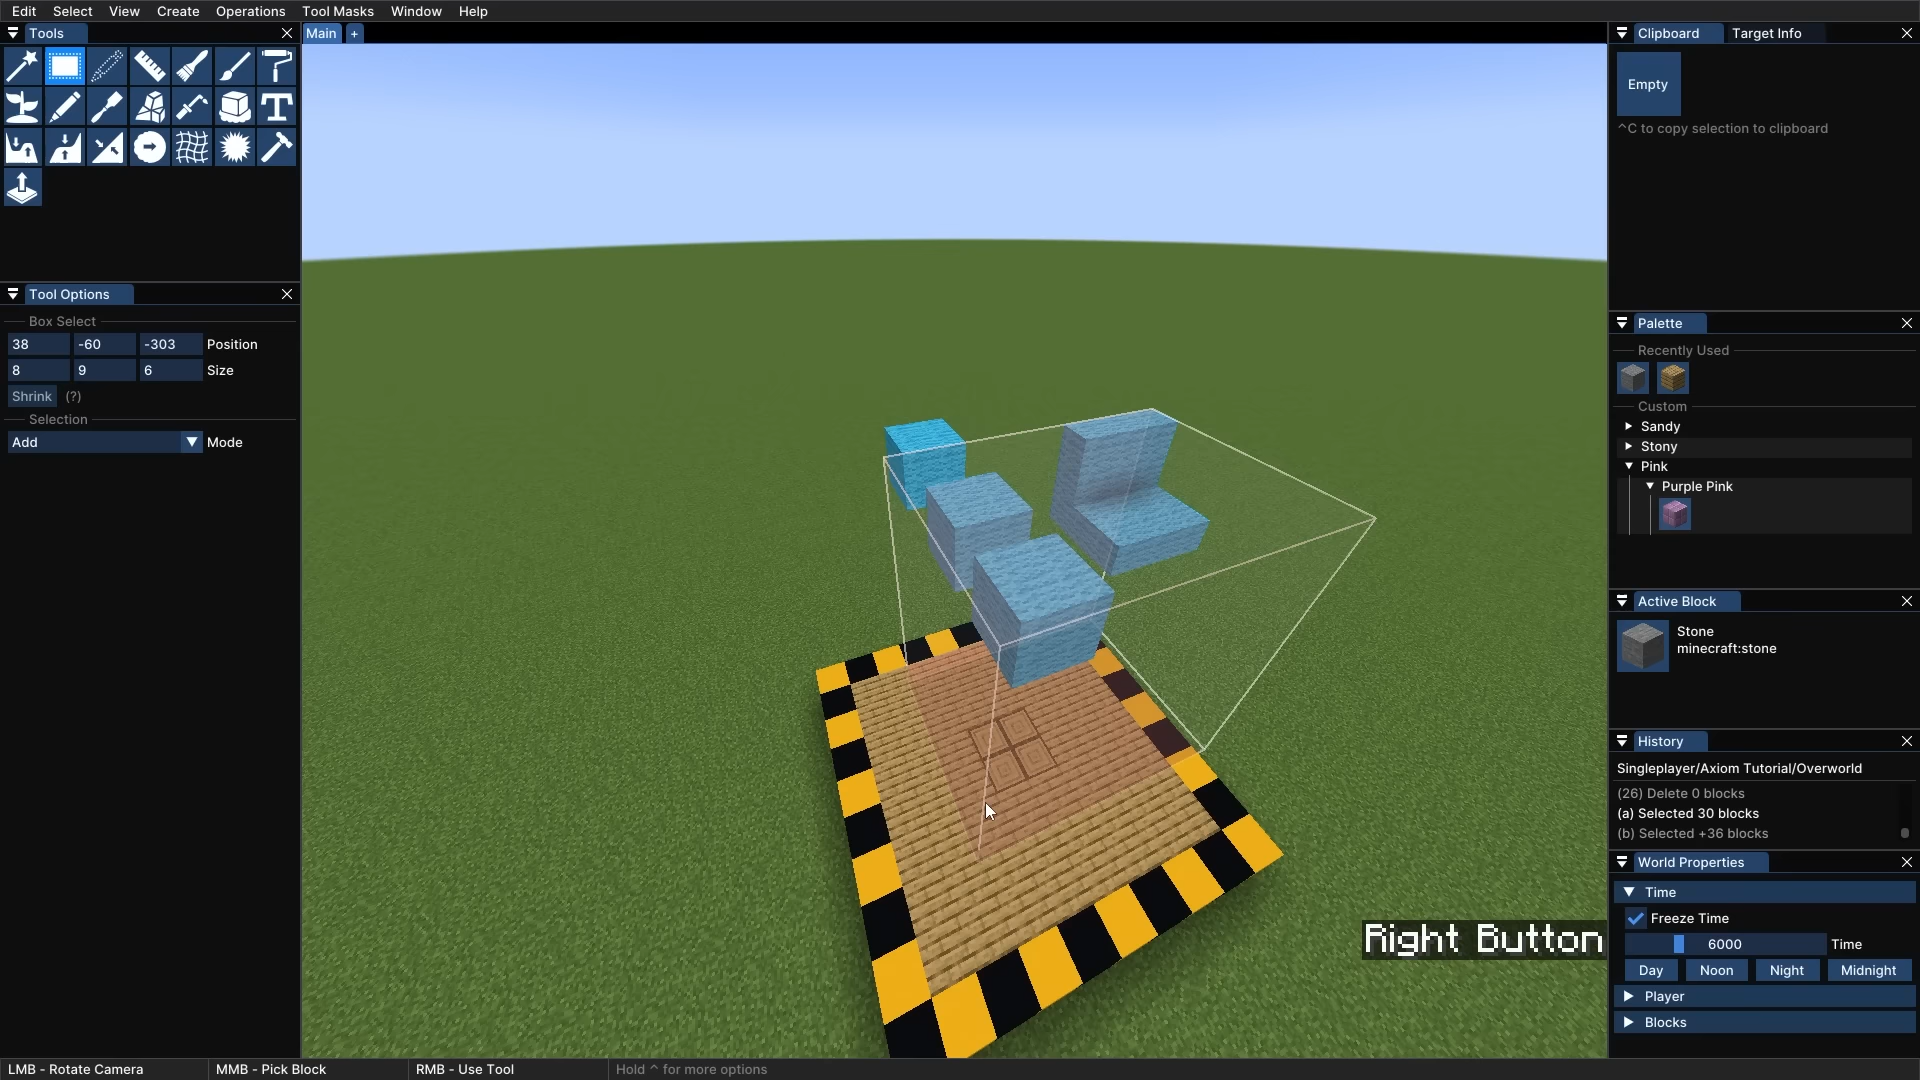 Edit Select View Create Operations Tool Masks Window Help
Tools
Main +
Clipboard Target Info
Empty
^C to copy selection to clipboard
Tool Options
Box Select
38 -60 -303 Position
8 9 6 Size
Shrink (?)
Selection
Add Mode
Palette
Recently Used
Custom
Sandy
Stony
Pink
Purple Pink
Active Block
Stone
minecraft:stone
History
Singleplayer/Axiom Tutorial/Overworld
(26) Delete 0 blocks
(a) Selected 30 blocks
(b) Selected +36 blocks
World Properties
Time
Freeze Time
6000 Time
Day Noon Night Midnight
Player
Blocks
Right Button
LMB - Rotate Camera MMB - Pick Block RMB - Use Tool Hold ^ for more options